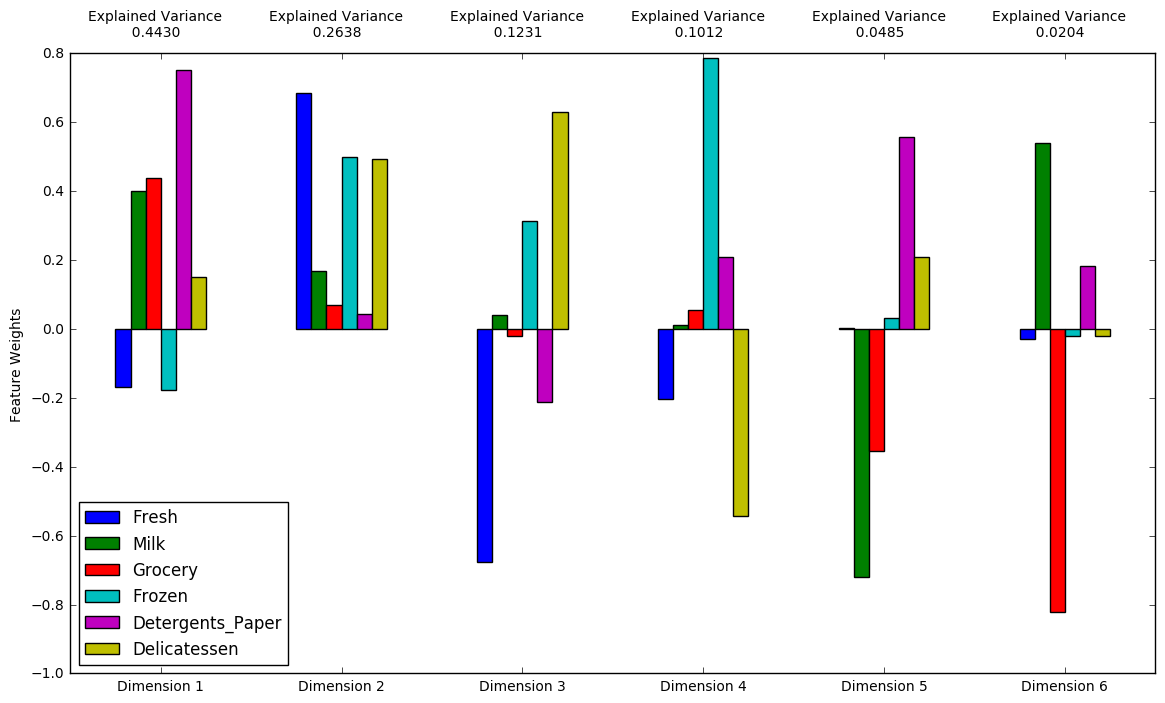 Explained Variance
0.4430
Explained Variance
0.2638
Explained Variance
0.1231
Explained Variance
0.1012
Explained Variance
0.0485
Explained Variance
0.0204
Feature Weights
0.8
0.6
0.4
0.2
0.0
−0.2
−0.4
−0.6
−0.8
−1.0
Fresh
Milk
Grocery
Frozen
Detergents_Paper
Delicatessen
Dimension 1
Dimension 2
Dimension 3
Dimension 4
Dimension 5
Dimension 6